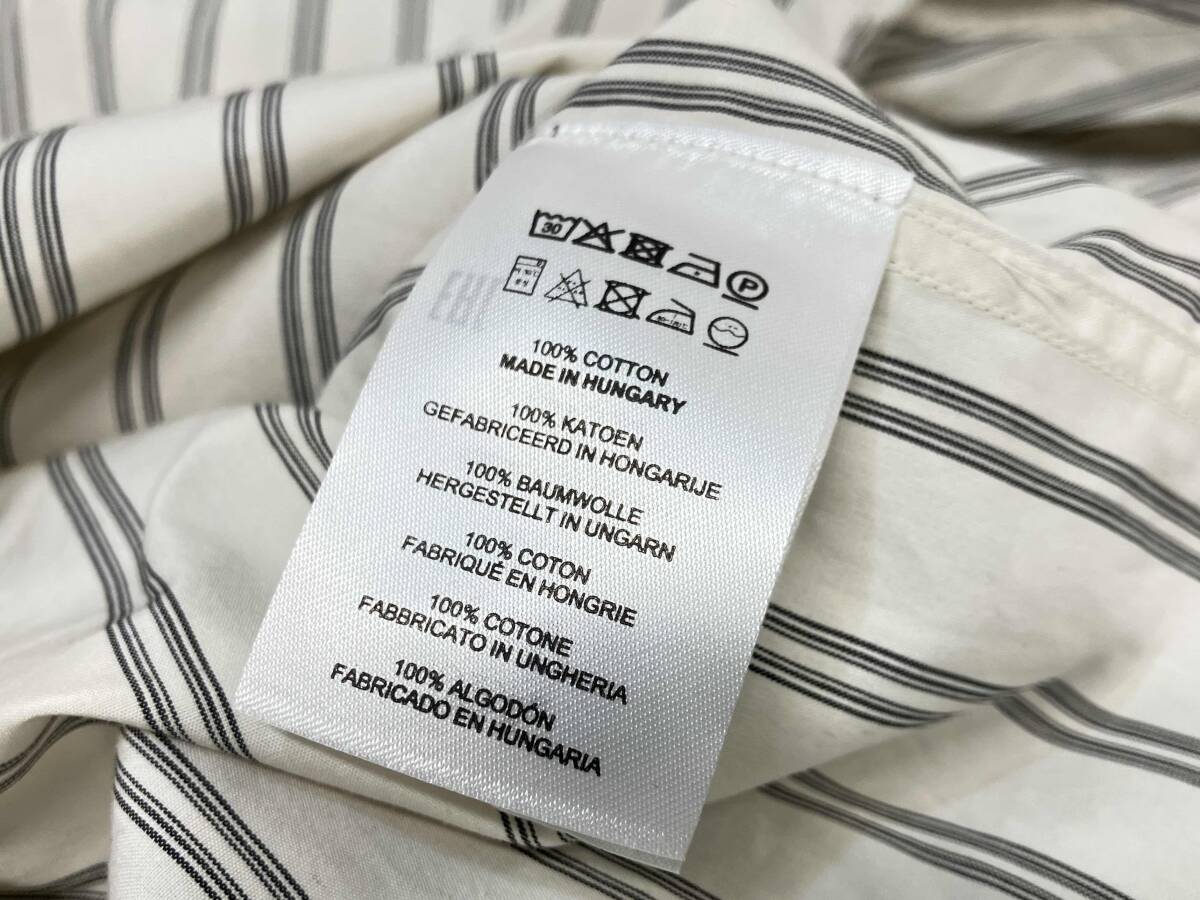 30
P
100% COTTON
MADE IN HUNGARY
100% KATOEN
GEFABRICEERD IN HONGARIJE
100% BAUMWOLLE
HERGESTELLT IN UNGARN
100% COTON
FABRIQUÉ EN HONGRIE
100% COTONE
FABBRICATO IN UNGHERIA
100% ALGODÓN
FABRICADO EN HUNGARIA